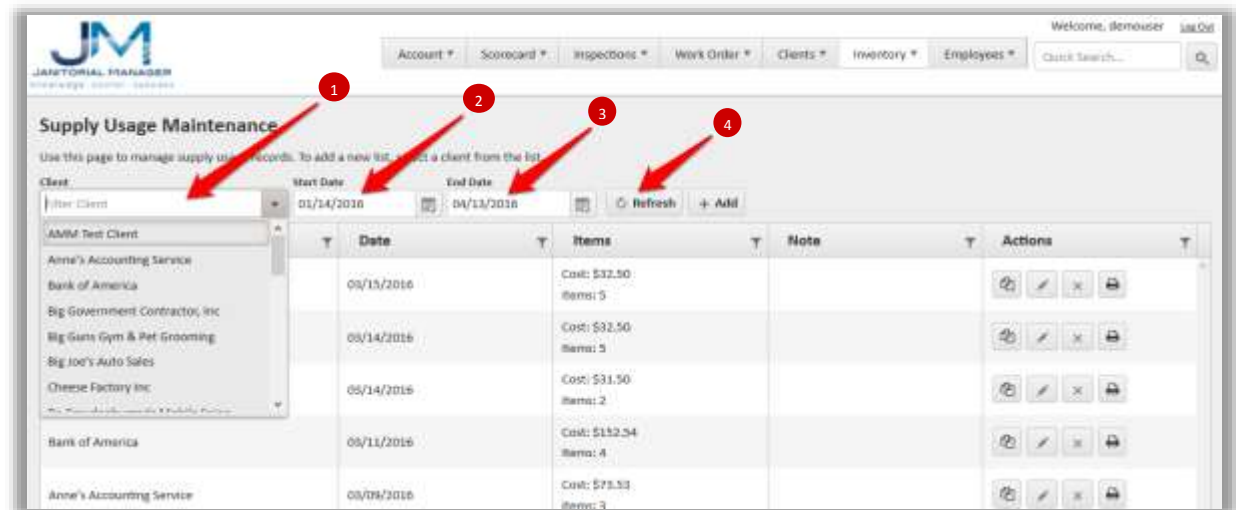 Welcome, demouser Log Out
JM
JANITORIAL MANAGER
Account Scorecard Inspections Work Order Clients Inventory Employees Quick Search...
1
2
3
4
Supply Usage Maintenance
Use this page to manage supply usage records. To add a new list, select a client from the list.
Client Start Date End Date
Filter Client 01/14/2016 04/13/2016 Refresh + Add
AMM Test Client
Anne's Accounting Service
Bank of America
Big Government Contractor, Inc
Big Guns Gym & Pet Grooming
Big Joe's Auto Sales
Cheese Factory Inc
Date Items Note Actions
03/15/2016 Cost: $32.50
Items: 5
03/14/2016 Cost: $32.50
Items: 5
03/14/2016 Cost: $31.50
Items: 2
Bank of America 03/11/2016 Cost: $152.54
Items: 4
Anne's Accounting Service 03/09/2016 Cost: $73.53
Items: 3